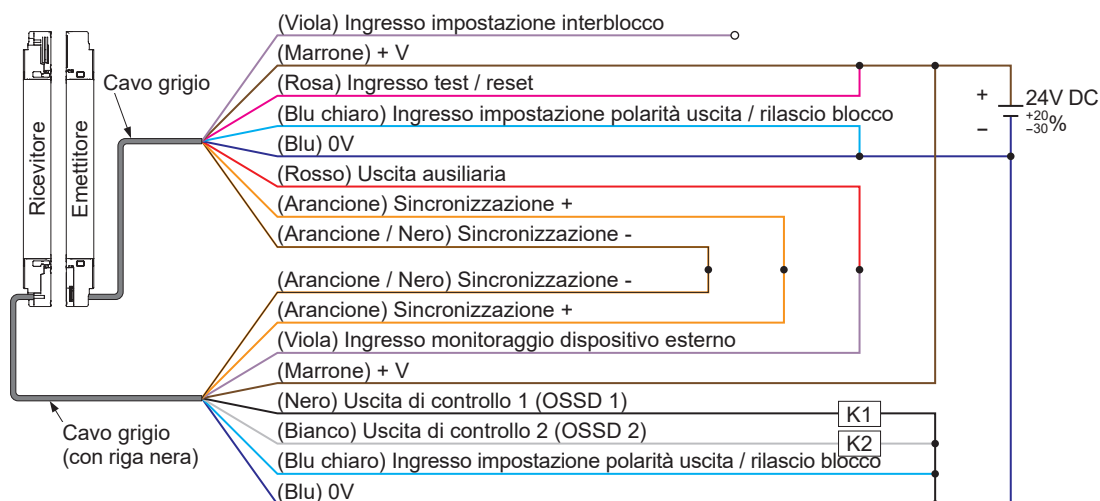 (Viola) Ingresso impostazione interblocco
(Marrone) + V
Cavo grigio
(Rosa) Ingresso test / reset
(Blu chiaro) Ingresso impostazione polarità uscita / rilascio blocco
+ 24V DC
+20
−30%
−
(Blu) 0V
Ricevitore
Emettitore
(Rosso) Uscita ausiliaria
(Arancione) Sincronizzazione +
(Arancione / Nero) Sincronizzazione -
(Arancione / Nero) Sincronizzazione -
(Arancione) Sincronizzazione +
(Viola) Ingresso monitoraggio dispositivo esterno
(Marrone) + V
(Nero) Uscita di controllo 1 (OSSD 1)
K1
(Bianco) Uscita di controllo 2 (OSSD 2)
K2
Cavo grigio
(con riga nera)
(Blu chiaro) Ingresso impostazione polarità uscita / rilascio blocco
(Blu) 0V